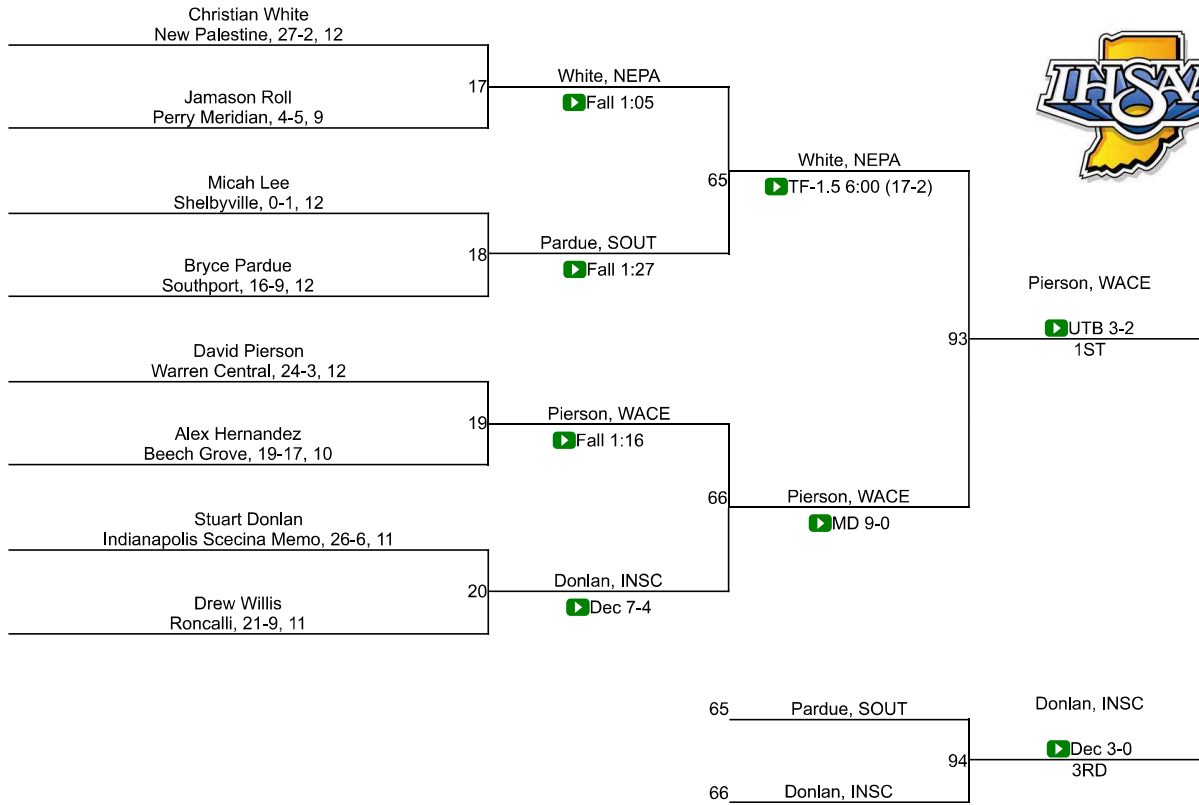 Christian White
New Palestine, 27-2, 12
Jamason Roll
Perry Meridian, 4-5, 9
17
White, NEPA
Fall 1:05
Micah Lee
Shelbyville, 0-1, 12
Bryce Pardue
Southport, 16-9, 12
18
Pardue, SOUT
Fall 1:27
65
White, NEPA
TF-1.5 6:00 (17-2)
David Pierson
Warren Central, 24-3, 12
Alex Hernandez
Beech Grove, 19-17, 10
19
Pierson, WACE
Fall 1:16
Stuart Donlan
Indianapolis Scecina Memo, 26-6, 11
Drew Willis
Roncalli, 21-9, 11
20
Donlan, INSC
Dec 7-4
66
Pierson, WACE
MD 9-0
93
Pierson, WACE
UTB 3-2
1ST
IHSAA
65
Pardue, SOUT
66
Donlan, INSC
94
Donlan, INSC
Dec 3-0
3RD